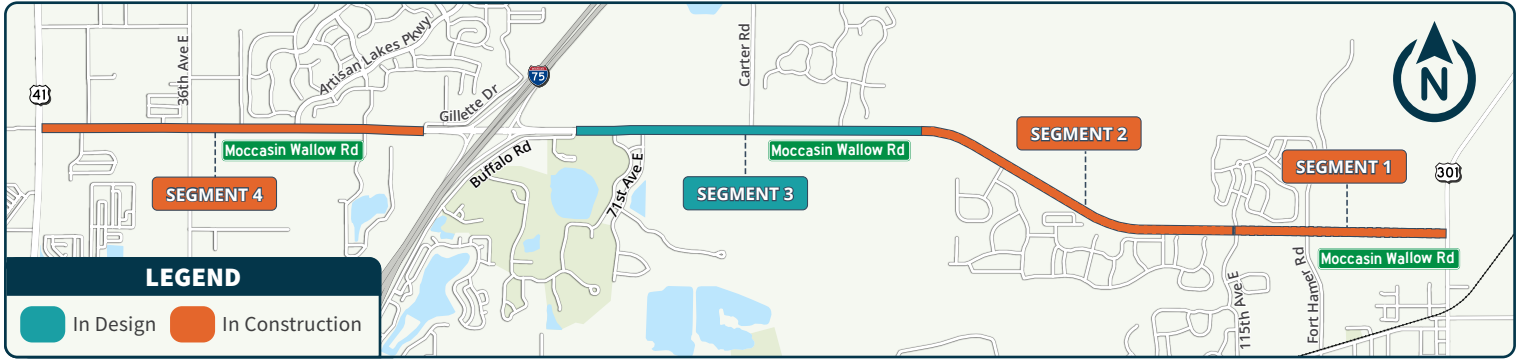 41
36th Ave E
Artisan Lakes Pkwy
Gillette Dr
75
Carter Rd
N
Moccasin Wallow Rd
SEGMENT 4
Buffalo Rd
71st Ave E
Moccasin Wallow Rd
SEGMENT 3
SEGMENT 2
SEGMENT 1
301
Moccasin Wallow Rd
115th Ave E
Fort Hamer Rd
LEGEND
In Design
In Construction